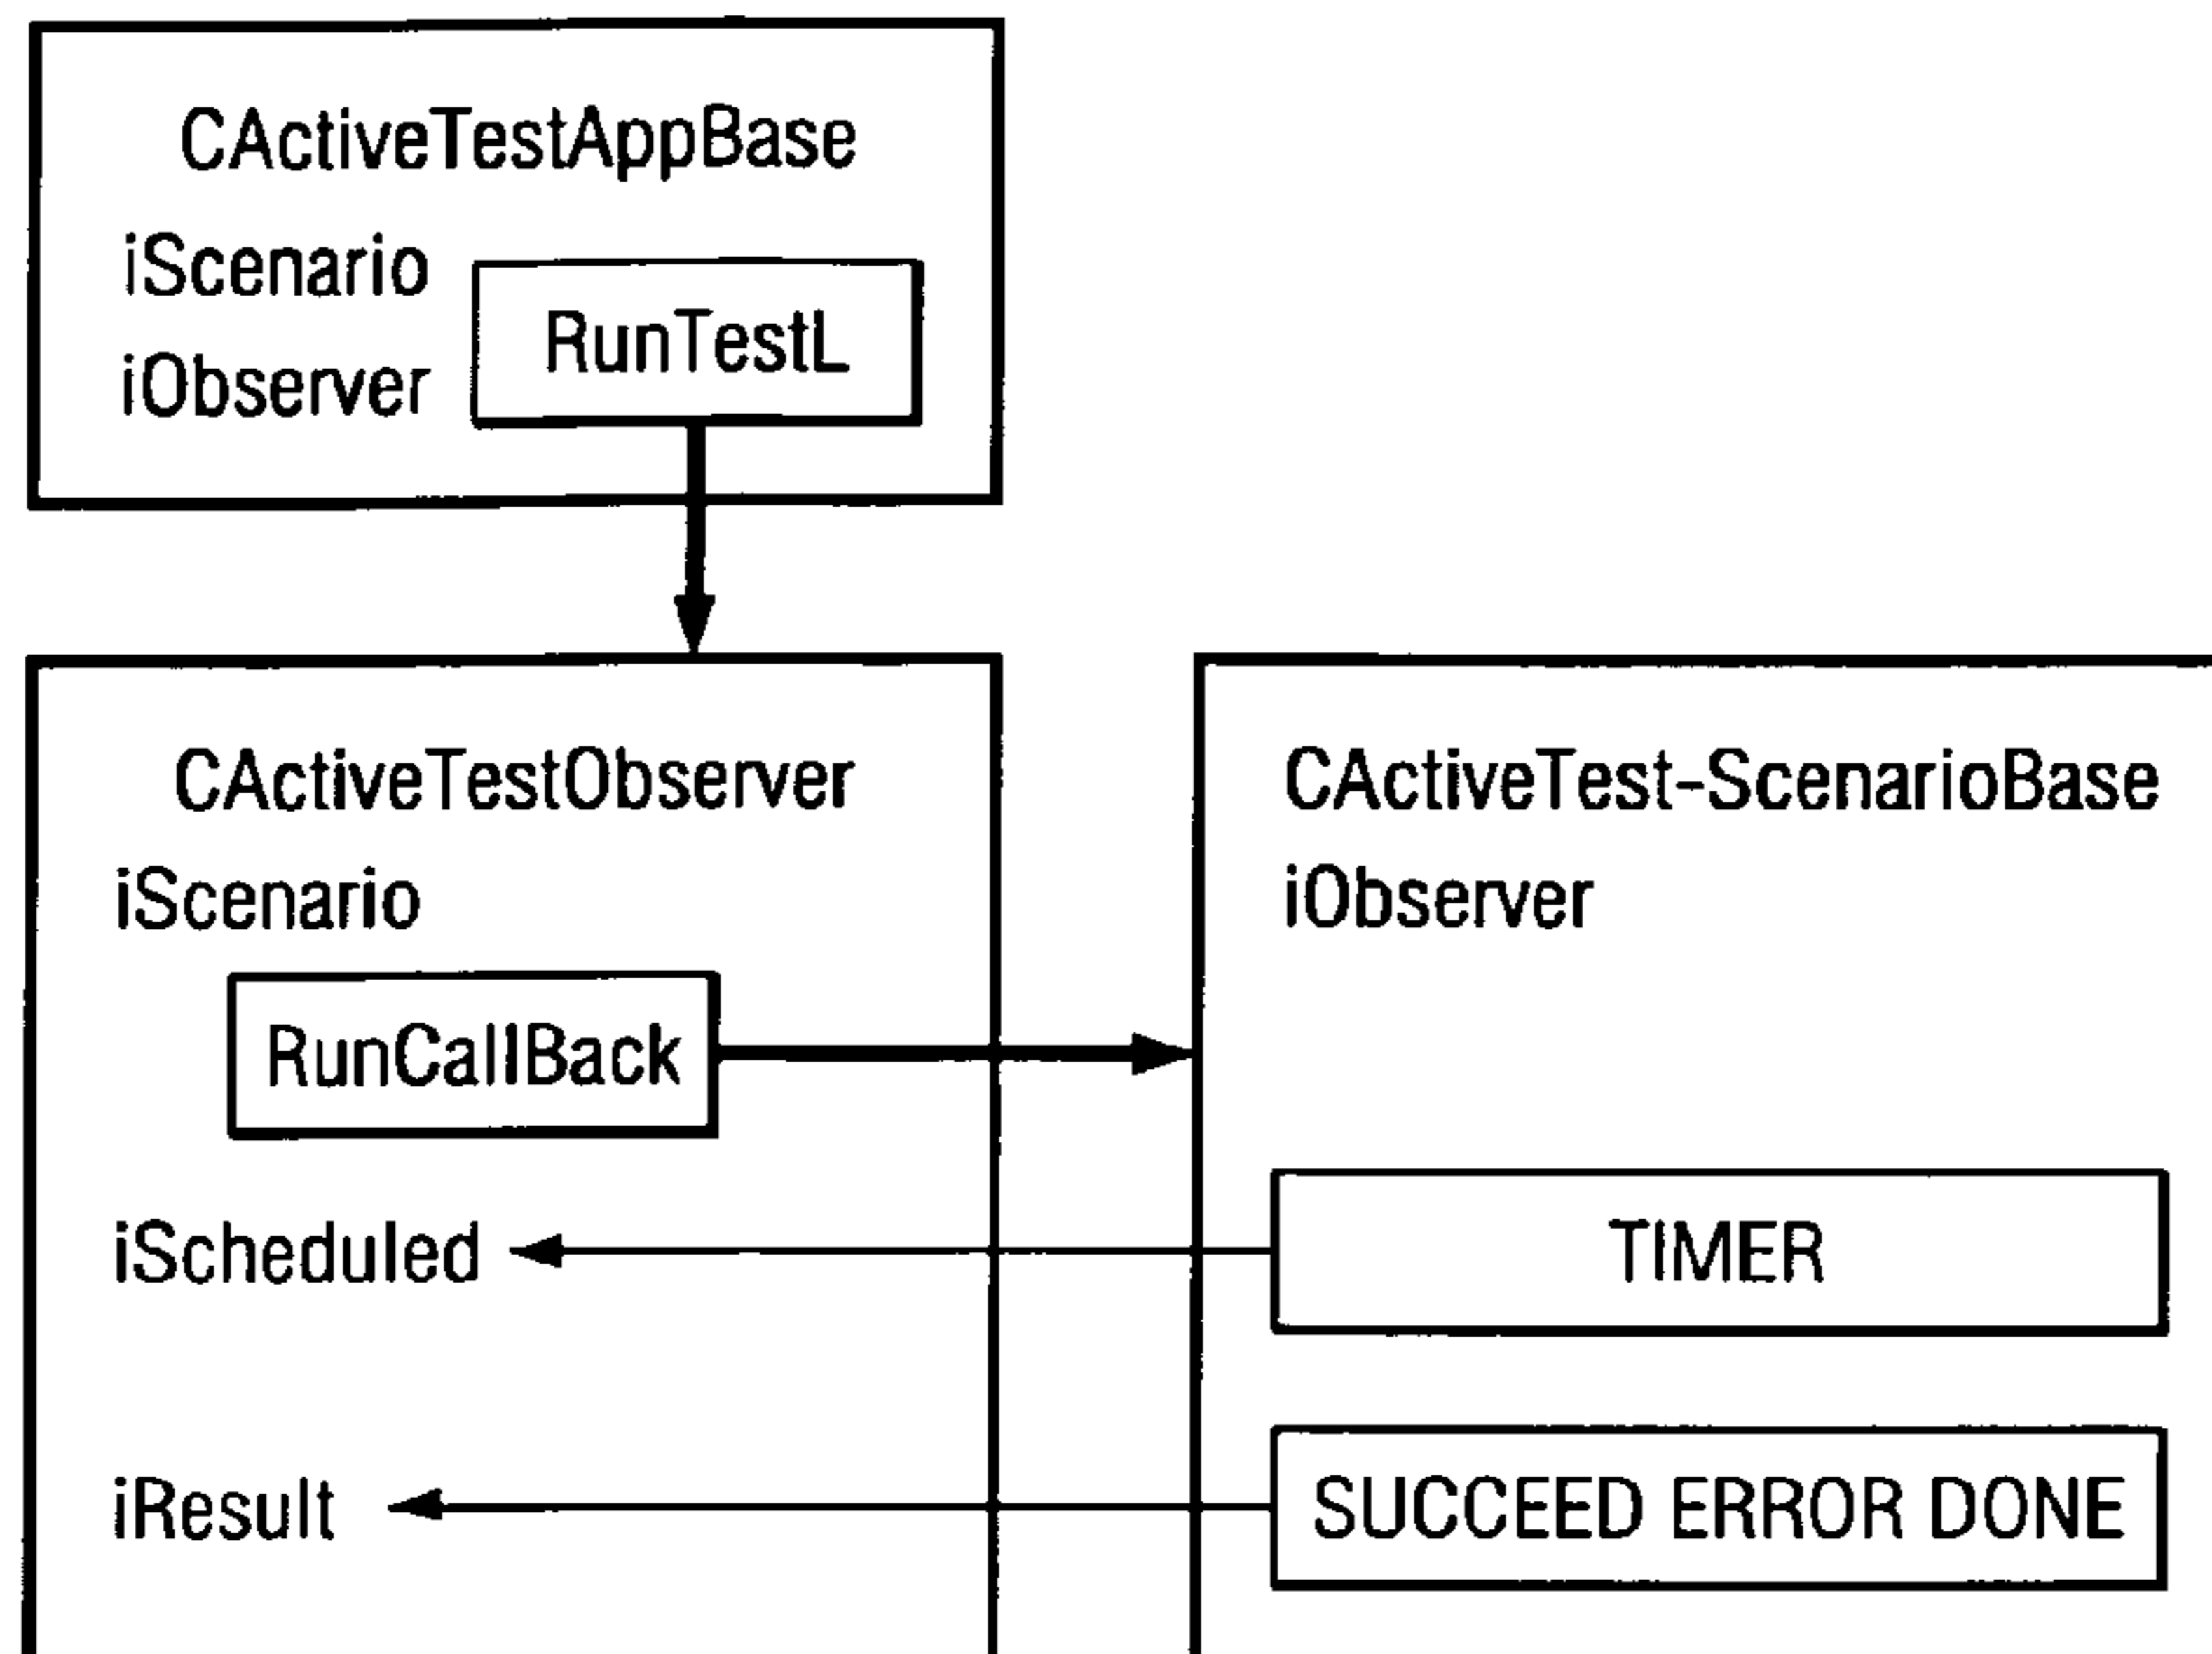 CActiveTestAppBase
iScenario
iObserver
RunTestL
CActiveTestObserver
iScenario
RunCallBack
iScheduled
iResult
CActiveTest-ScenarioBase
iObserver
TIMER
SUCCEED ERROR DONE